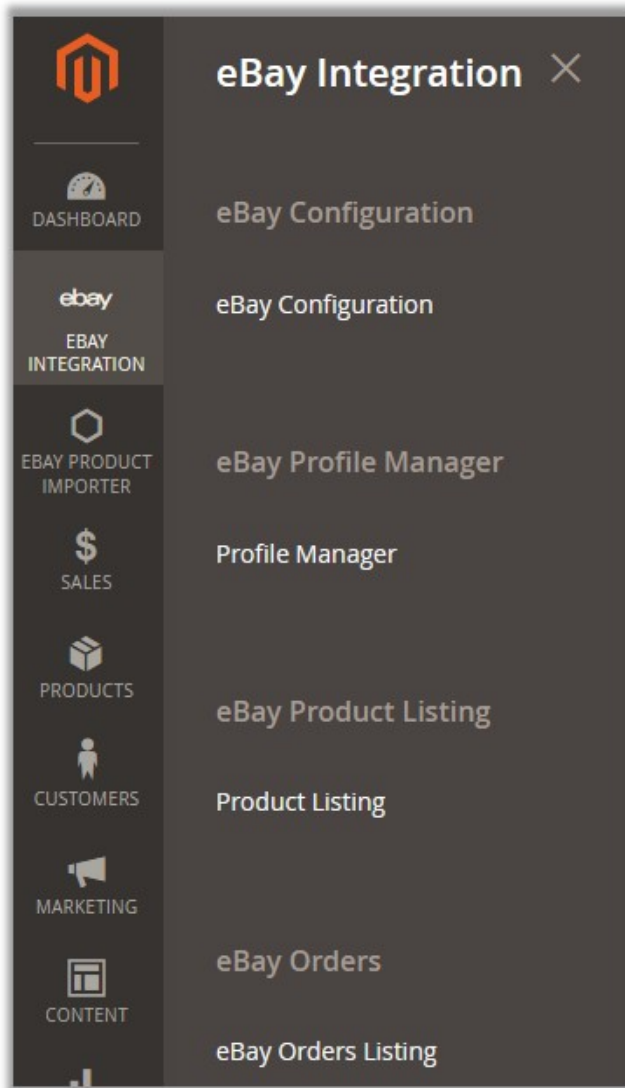 eBay Integration
DASHBOARD
eBay Configuration
ebay
EBAY
INTEGRATION
eBay Configuration
EBAY PRODUCT
IMPORTER
eBay Profile Manager
$
SALES
Profile Manager
PRODUCTS
eBay Product Listing
CUSTOMERS
Product Listing
MARKETING
eBay Orders
CONTENT
eBay Orders Listing